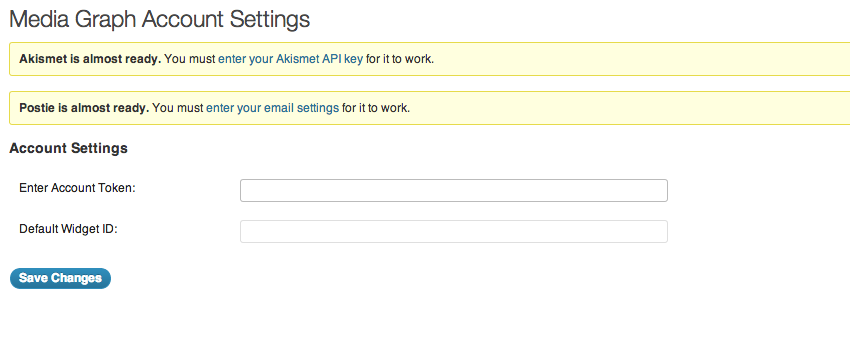 Media Graph Account Settings
Akismet is almost ready. You must enter your Akismet API key for it to work.
Postie is almost ready. You must enter your email settings for it to work.
Account Settings
Enter Account Token:
Default Widget ID:
Save Changes